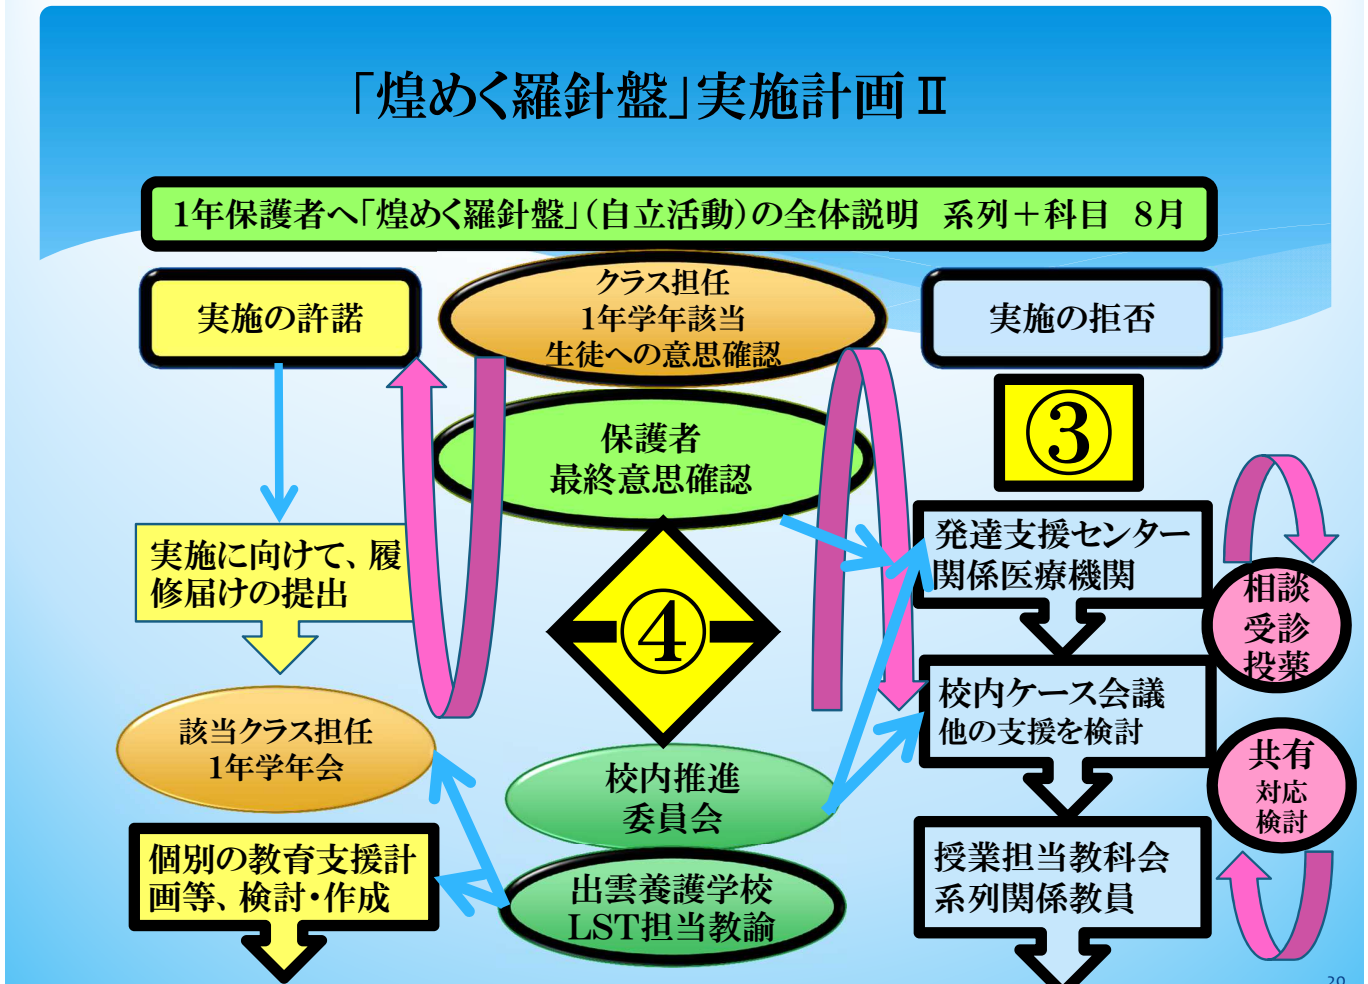 「煌めく羅針盤」実施計画Ⅱ
1年保護者へ「煌めく羅針盤」（自立活動）の全体説明　系列＋科目　8月
実施の許諾
クラス担任
1年学年該当
生徒への意思確認
実施の拒否
③
保護者
最終意思確認
実施に向けて、履
修届けの提出
④
発達支援センター
関係医療機関
相談
受診
投薬
校内ケース会議
他の支援を検討
該当クラス担任
1年学年会
校内推進
委員会
共有
対応
検討
個別の教育支援計
画等、検討・作成
出雲養護学校
LST担当教諭
授業担当教科会
系列関係教員
20